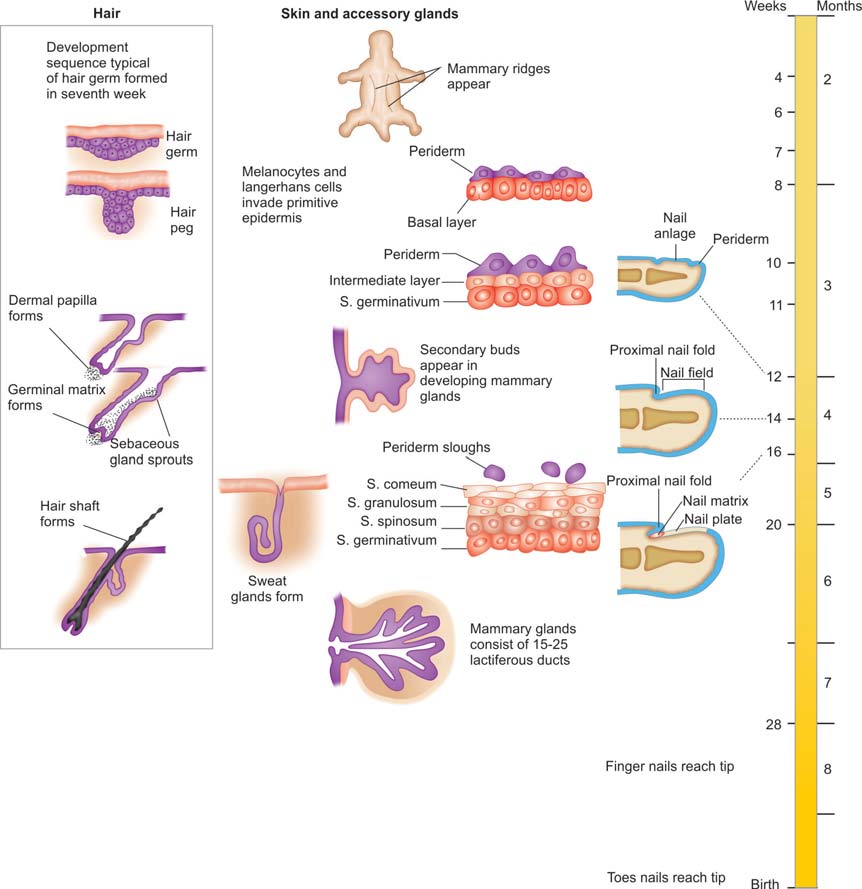 Hair
Skin and accessory glands
Weeks
Months
Development
sequence typical
of hair germ formed
in seventh week
Hair
germ
Hair
peg
Dermal papilla
forms
Germinal matrix
forms
Sebaceous
gland sprouts
Hair shaft
forms
Mammary ridges
appear
Melanocytes and
langerhans cells
invade primitive
epidermis
Periderm
Basal layer
Periderm
Intermediate layer
S. germinativum
Secondary buds
appear in
developing mammary
glands
Periderm sloughs
S. comeum
S. granulosum
S. spinosum
S. germinativum
Sweat
glands form
Mammary glands
consist of 15-25
lactiferous ducts
Nail
anlage
Periderm
Proximal nail fold
Nail field
Proximal nail fold
Nail matrix
Nail plate
Finger nails reach tip
Toes nails reach tip
4
6
7
8
10
11
12
14
16
20
28
Birth
2
3
4
5
6
7
8